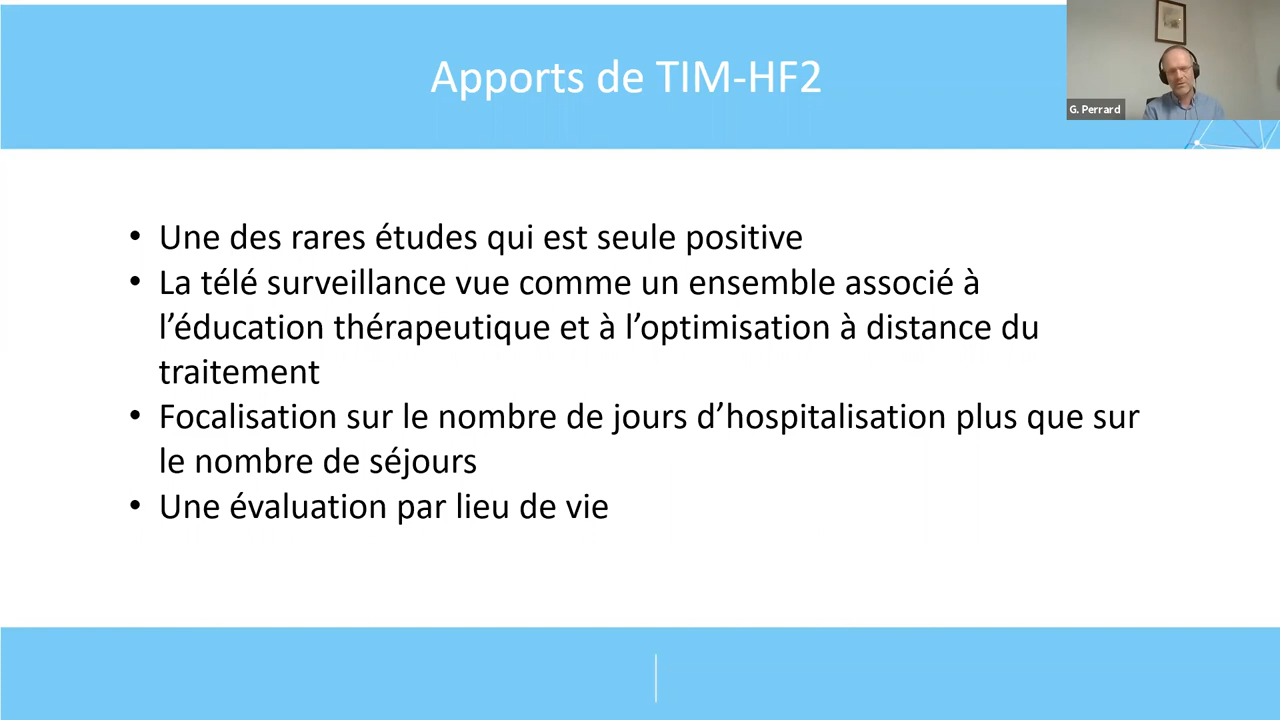 Apports de TIM-HF2
G. Perrard
• Une des rares études qui est seule positive
• La télé surveillance vue comme un ensemble associé à
l’éducation thérapeutique et à l’optimisation à distance du
traitement
• Focalisation sur le nombre de jours d’hospitalisation plus que sur
le nombre de séjours
• Une évaluation par lieu de vie